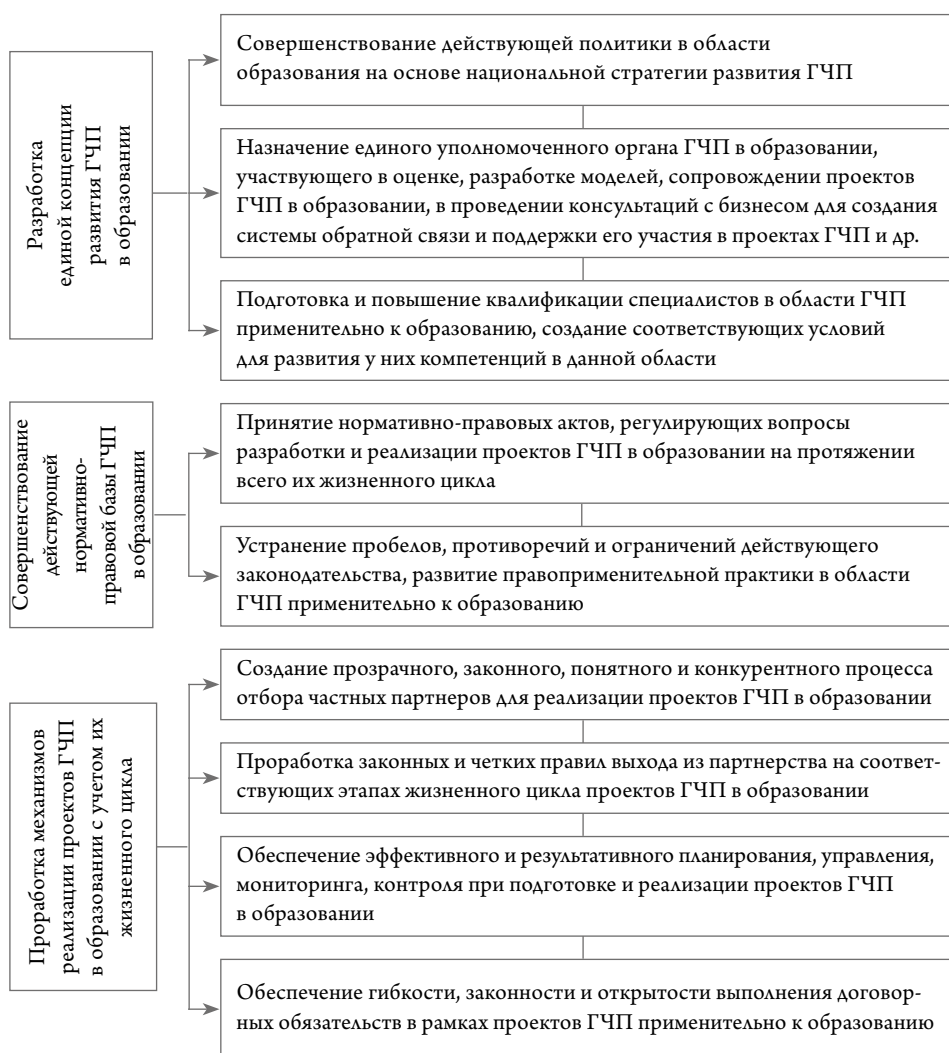 Разработка
единой концепции
развития ГЧП
в образовании
Совершенствование действующей политики в области
образования на основе национальной стратегии развития ГЧП
Назначение единого уполномоченного органа ГЧП в образовании,
участвующего в оценке, разработке моделей, сопровождении проектов
ГЧП в образовании, в проведении консультаций с бизнесом для создания
системы обратной связи и поддержки его участия в проектах ГЧП и др.
Подготовка и повышение квалификации специалистов в области ГЧП
применительно к образованию, создание соответствующих условий
для развития у них компетенций в данной области
Совершенствование
действующей
нормативно-
правовой базы ГЧП
в образовании
Принятие нормативно-правовых актов, регулирующих вопросы
разработки и реализации проектов ГЧП в образовании на протяжении
всего их жизненного цикла
Устранение пробелов, противоречий и ограничений действующего
законодательства, развитие правоприменительной практики в области
ГЧП применительно к образованию
Проработка механизмов
реализации проектов ГЧП
в образовании с учетом их
жизненного цикла
Создание прозрачного, законного, понятного и конкурентного процесса
отбора частных партнеров для реализации проектов ГЧП в образовании
Проработка законных и четких правил выхода из партнерства на соответ-
ствующих этапах жизненного цикла проектов ГЧП в образовании
Обеспечение эффективного и результативного планирования, управления,
мониторинга, контроля при подготовке и реализации проектов ГЧП
в образовании
Обеспечение гибкости, законности и открытости выполнения договор-
ных обязательств в рамках проектов ГЧП применительно к образованию